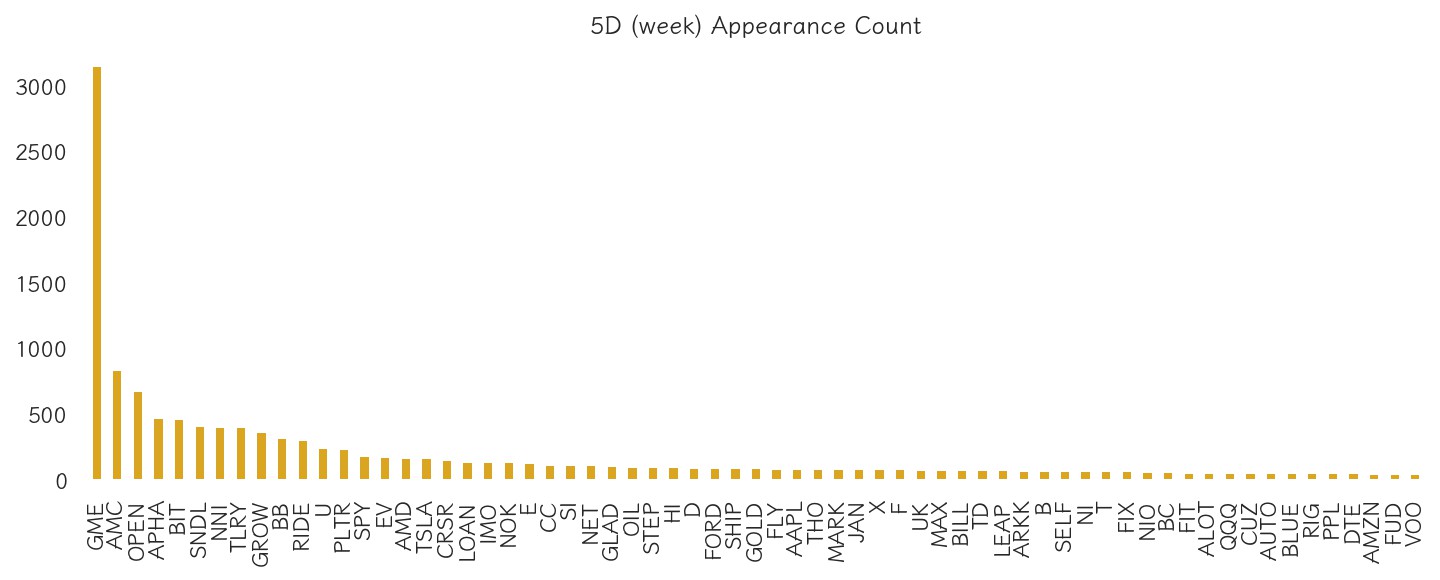 5D (week) Appearance Count
3000
2500
2000
1500
1000
500
0
GME
AMC
OPEN
APHA
BIT
SNDL
NNI
TLRY
GROW
BB
RIDE
U
PLTR
SPY
EV
AMD
TSLA
CRSR
LOAN
IMO
NOK
E
CC
SI
NET
GLAD
OIL
STEP
HI
D
FORD
SHIP
GOLD
FLY
AAPL
THO
MARK
JAN
X
F
UK
MAX
BILL
TD
LEAP
ARKK
B
SELF
NI
T
FIX
NIO
BC
FIT
ALOT
QQQ
CUZ
AUTO
BLUE
RIG
PPL
DTE
AMZN
FUD
VOO